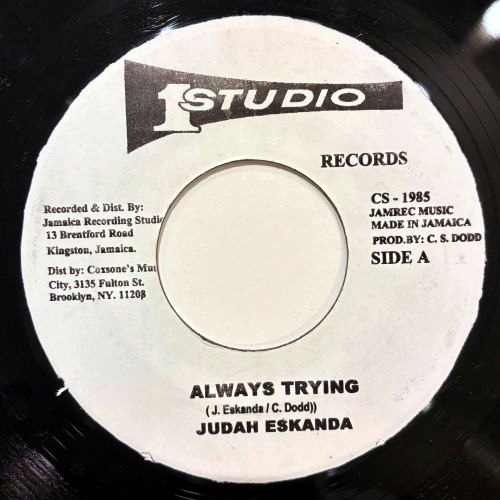 1 STUDIO
RECORDS
Recorded & Dist. By:
Jamaica Recording Studio
13 Brentford Road
Kingston, Jamaica.
Dist by: Coxsone's Mus
City, 3135 Fulton St.
Brooklyn, NY. 11208
CS - 1985
JAMREC MUSIC
MADE IN JAMAICA
PROD.BY: C. S. DODD
SIDE A
ALWAYS TRYING
( J. Eskanda / C. Dodd))
JUDAH ESKANDA